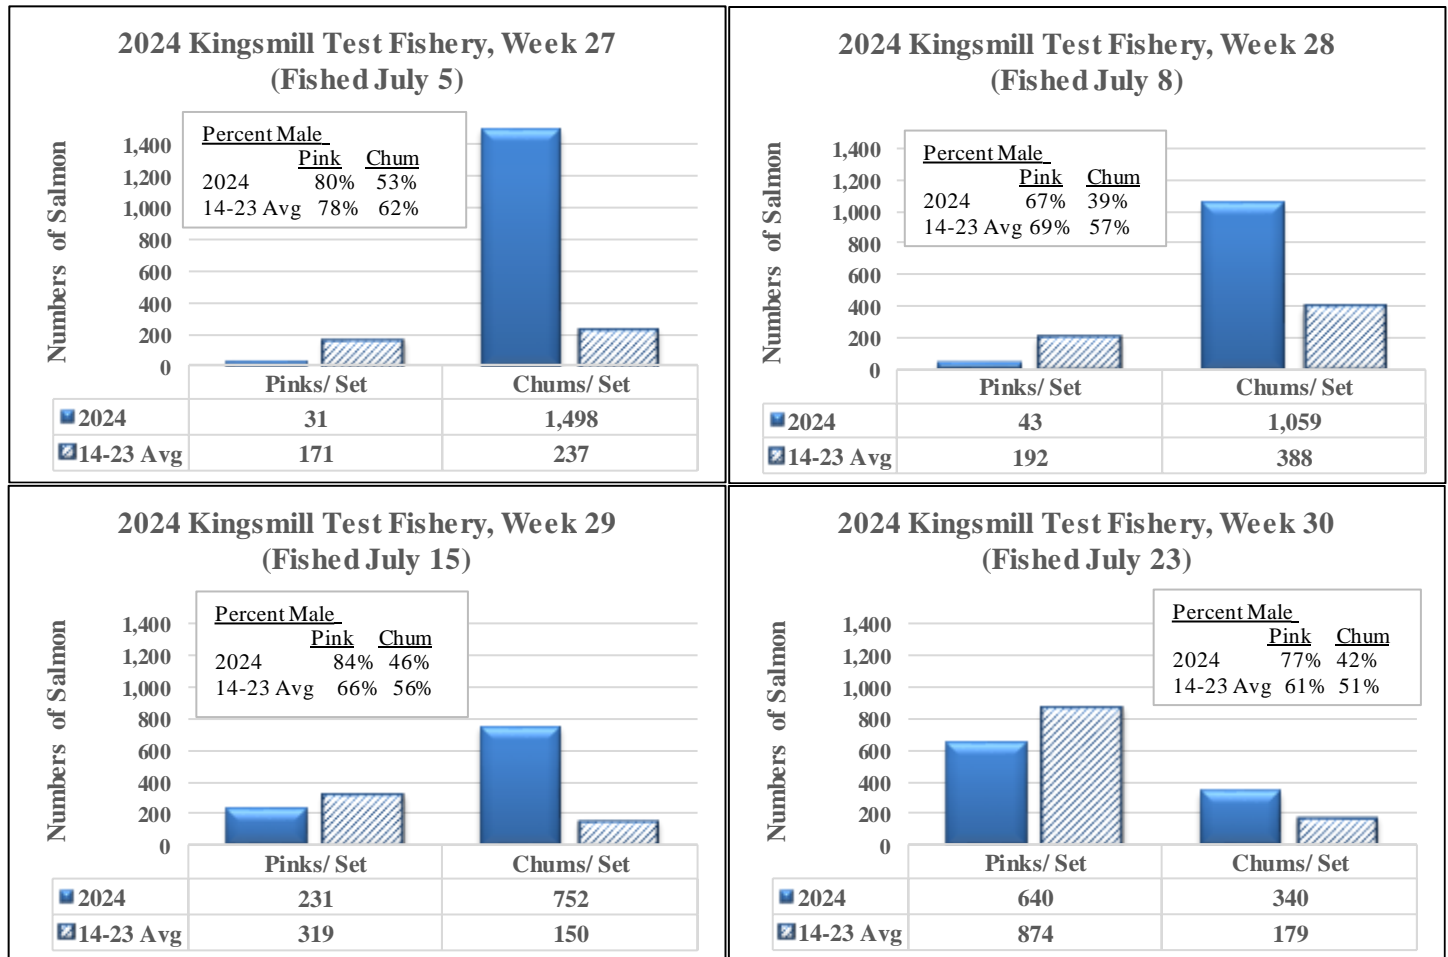 2024 Kingsmill Test Fishery, Week 27
(Fished July 5)
Numbers of Salmon
1,400
1,200
1,000
800
600
400
200
0
Percent Male
Pink Chum
2024 80% 53%
14-23 Avg 78% 62%
Pinks/ Set Chums/ Set
2024 31 1,498
14-23 Avg 171 237
2024 Kingsmill Test Fishery, Week 28
(Fished July 8)
Numbers of Salmon
1,400
1,200
1,000
800
600
400
200
0
Percent Male
Pink Chum
2024 67% 39%
14-23 Avg 69% 57%
Pinks/ Set Chums/ Set
2024 43 1,059
14-23 Avg 192 388
2024 Kingsmill Test Fishery, Week 29
(Fished July 15)
Numbers of Salmon
1,400
1,200
1,000
800
600
400
200
0
Percent Male
Pink Chum
2024 84% 46%
14-23 Avg 66% 56%
Pinks/ Set Chums/ Set
2024 231 752
14-23 Avg 319 150
2024 Kingsmill Test Fishery, Week 30
(Fished July 23)
Numbers of Salmon
1,400
1,200
1,000
800
600
400
200
0
Percent Male
Pink Chum
2024 77% 42%
14-23 Avg 61% 51%
Pinks/ Set Chums/ Set
2024 640 340
14-23 Avg 874 179